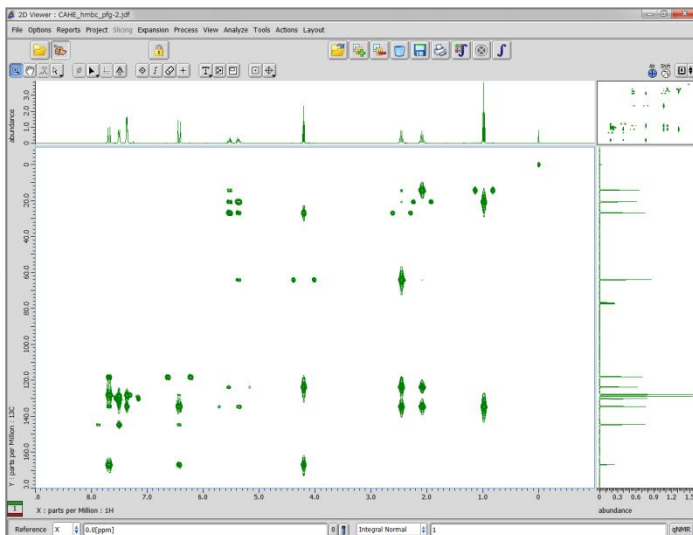 2D Viewer : CAHE_hmbc_pfg-2.jdf
File Options Reports Project Slicing Expansion Process View Analyze Tools Actions Layout
abundance
0 1.0 2.0 3.0
0
20.0
40.0
60.0
80.0
100.0
120.0
140.0
160.0
Y : parts per Million : 13C
8.0 7.0 6.0 5.0 4.0 3.0 2.0 1.0 0
X : parts per Million : 1H
0 0.3 0.6 0.9 1.2
abundance
1
Reference X 0.0[ppm] 0 Integral Normal 1 qNMR